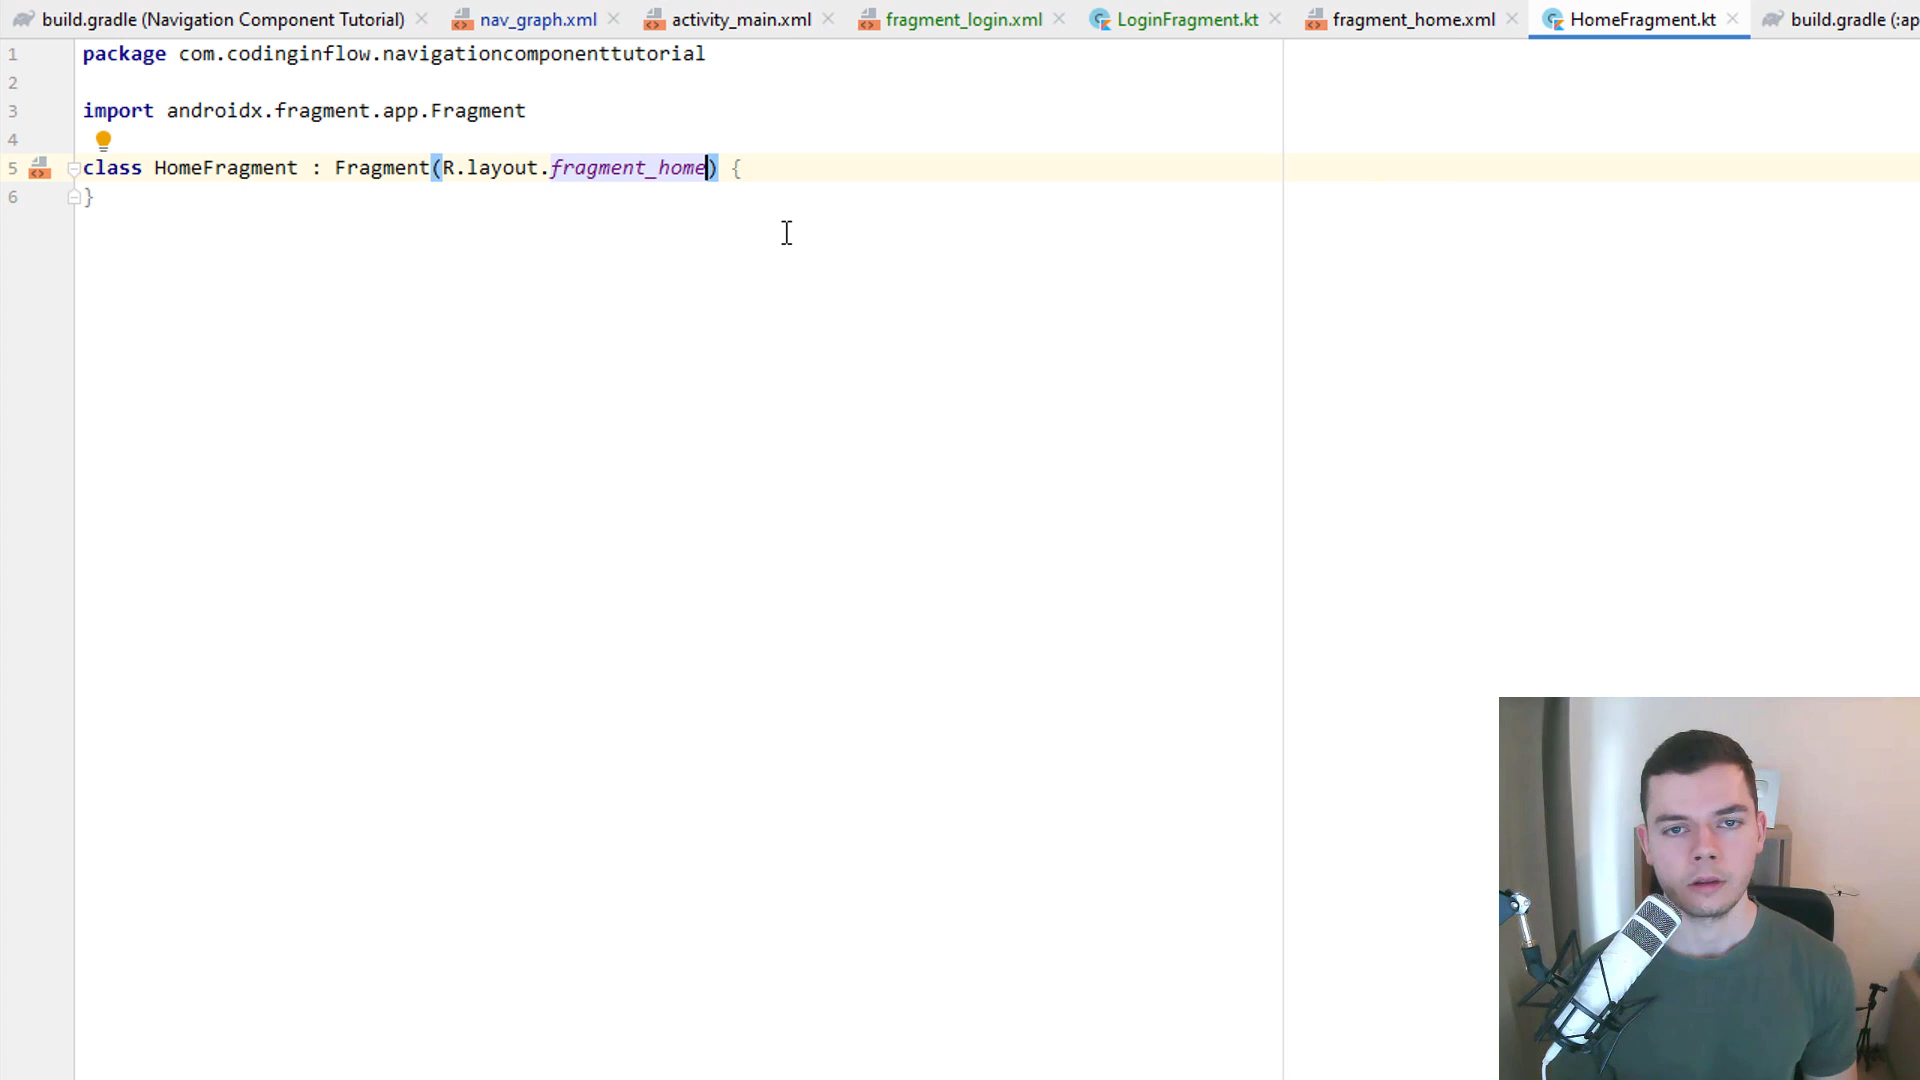 build.gradle (Navigation Component Tutorial) nav_graph.xml activity_main.xml fragment_login.xml LoginFragment.kt fragment_home.xml HomeFragment.kt build.gradle (:ap
1 package com.codinginflow.navigationcomponenttutorial
2
3 import androidx.fragment.app.Fragment
4
5 class HomeFragment : Fragment(R.layout.fragment_home) {
6 }